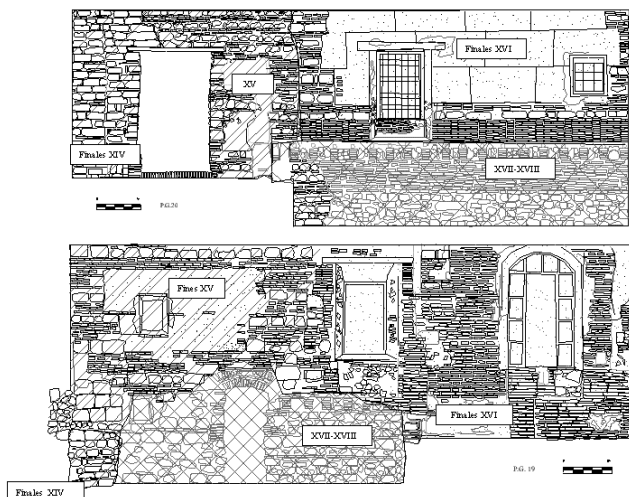 Finales XVI
XV
Finales XIV
XVII-XVIII
P.G.20
Fines XV
Finales XVI
XVII-XVIII
P.G. 19
Finales XIV